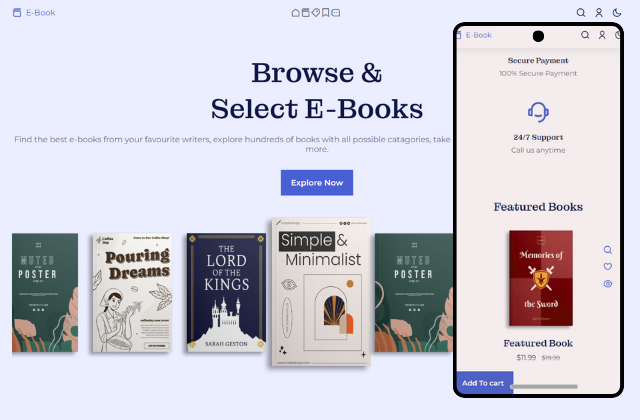 E-Book
Browse &
Select E-Books
Find the best e-books from your favourite writers, explore hundreds of books with all possible catagories, take
more.
Explore Now
MUTED
POSTER
Coffee Day
Pouring
Dreams
THE
LORD
OF THE
KINGS
SARAH GESTON
Simple &
Minimalist
MUTED
POSTER
E-Book
Secure Payment
100% Secure Payment
24/7 Support
Call us anytime
Featured Books
Memories of
the Sword
Featured Book
$11.99 $19.99
Add To cart